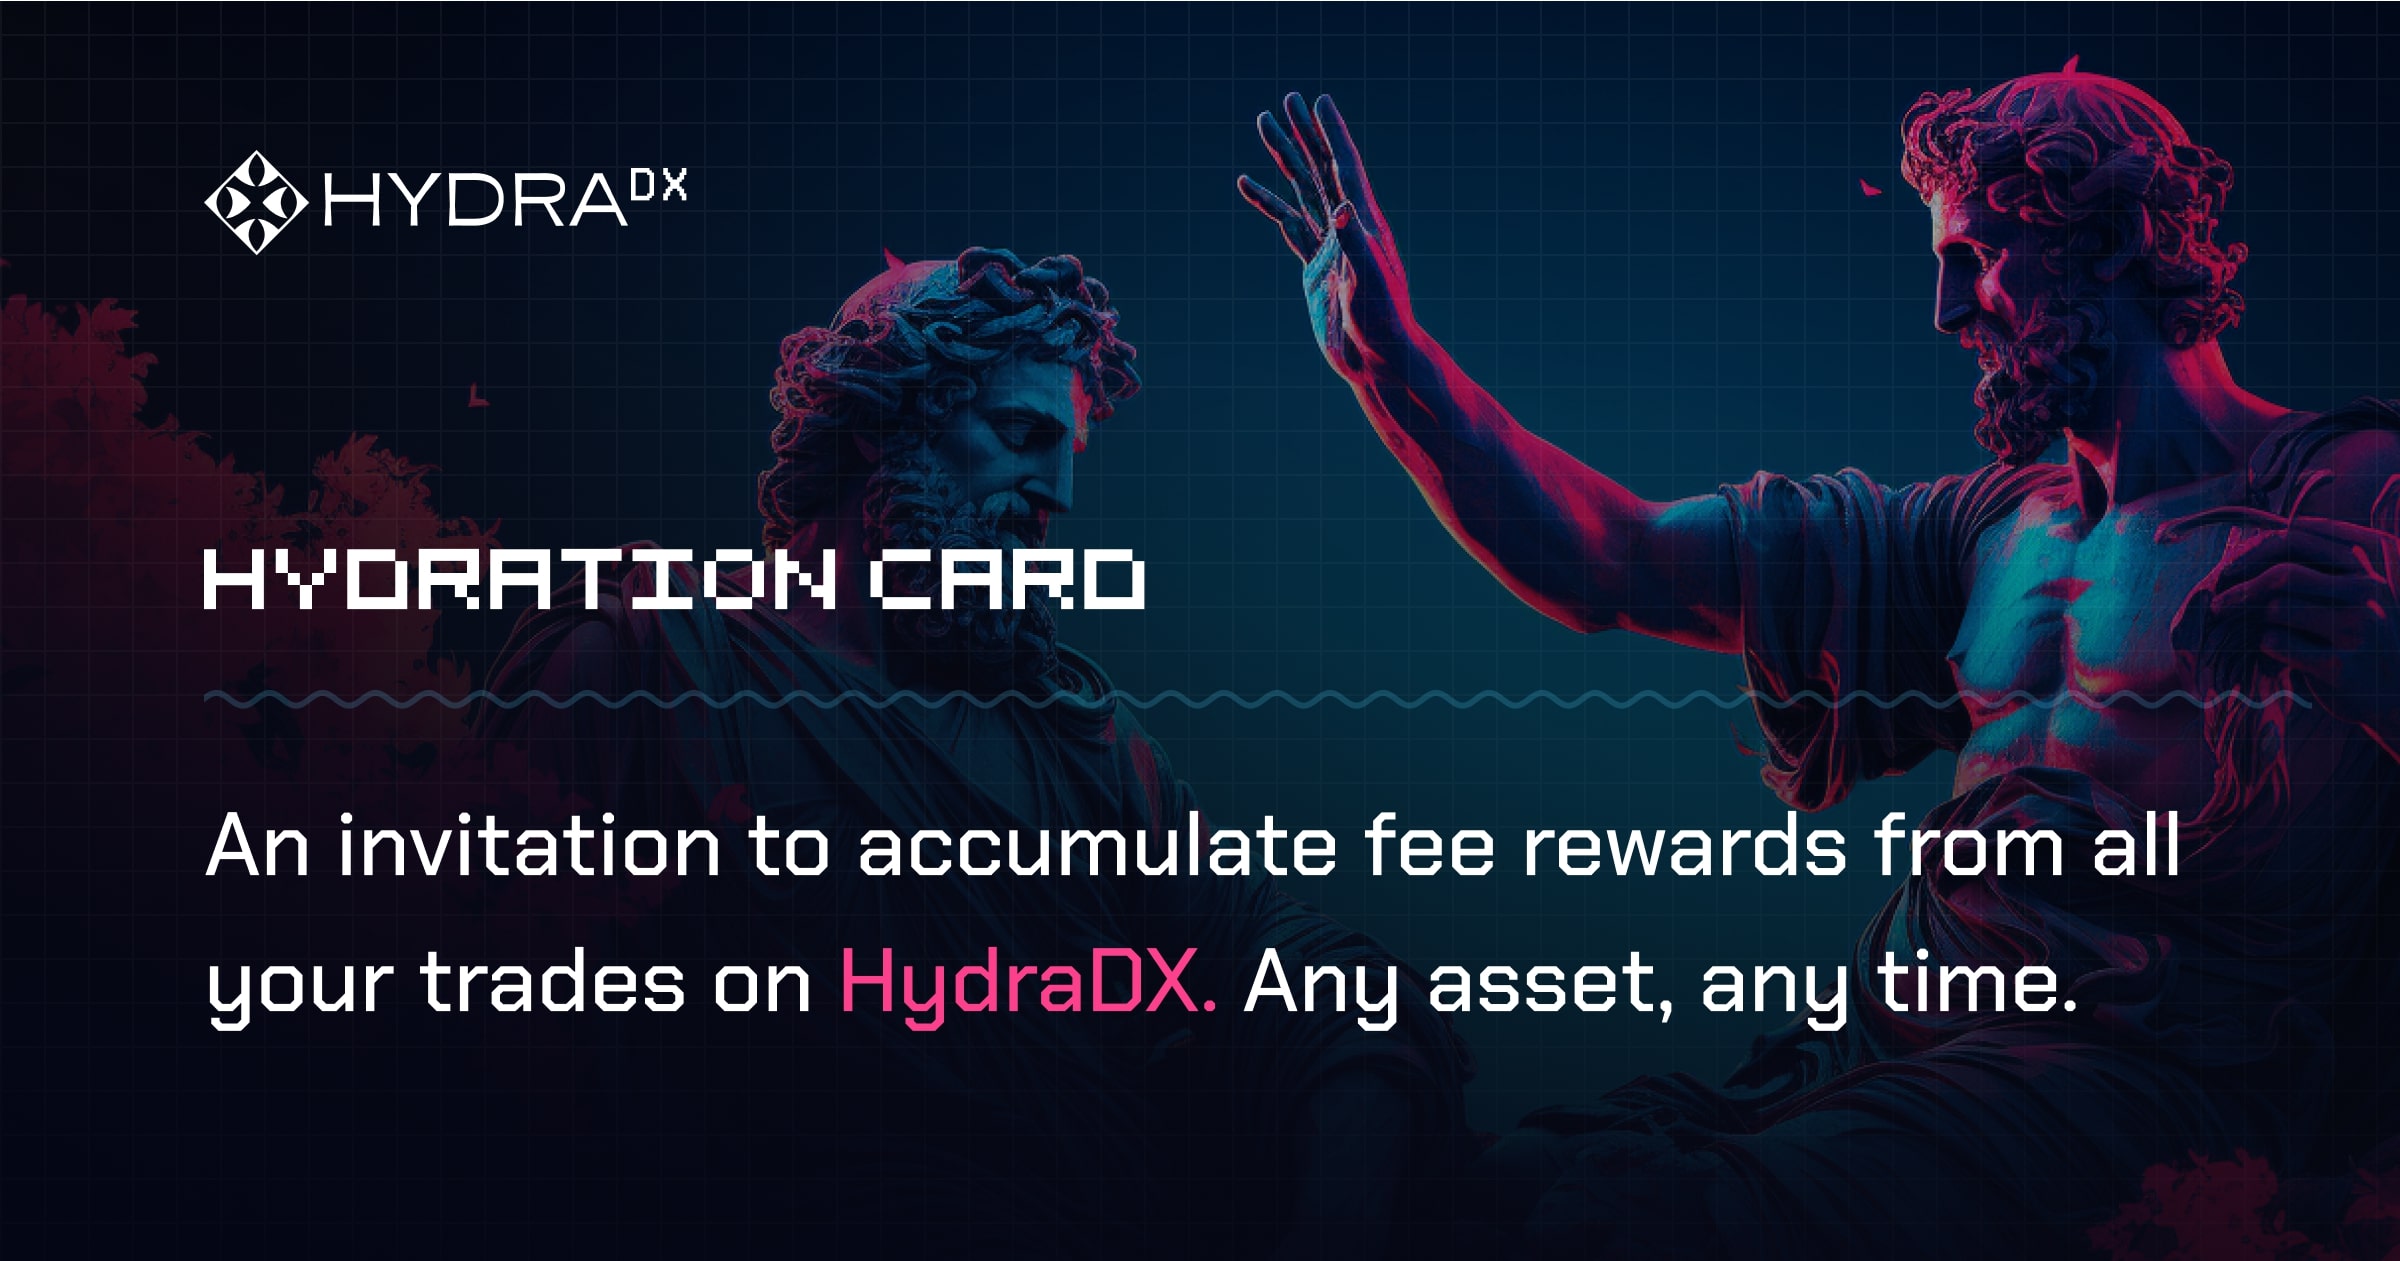 HYDRADX
HYDRATION CARD
An invitation to accumulate fee rewards from all
your trades on HydraDX. Any asset, any time.